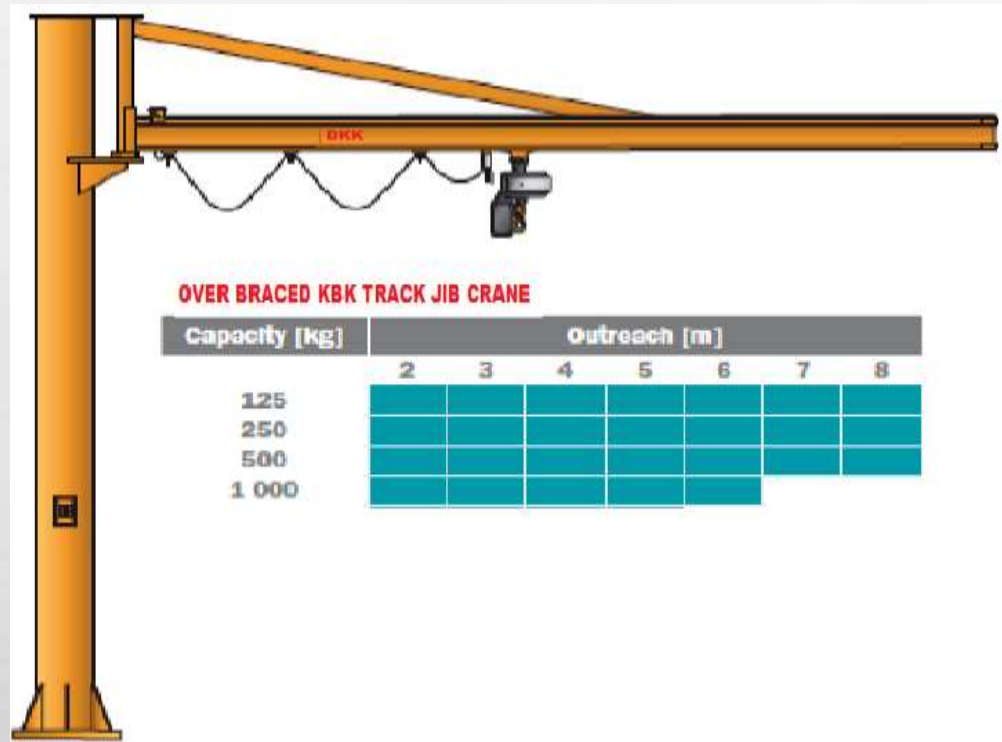 DKK
OVER BRACED KBK TRACK JIB CRANE
Capacity [kg] Outreach [m]
2 3 4 5 6 7 8
125
250
500
1 000